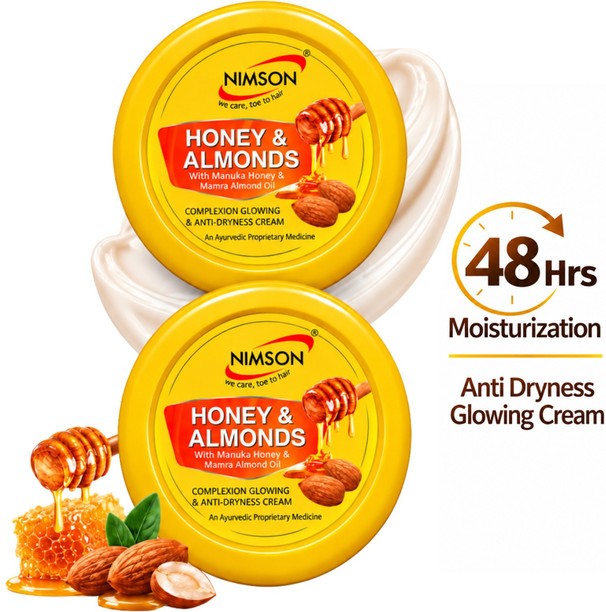 NIMSON®
we care, toe to hair
HONEY &
ALMONDS
With Manuka Honey &
Mamra Almond Oil
COMPLEXION GLOWING
& ANTI-DRYNESS CREAM
An Ayurvedic Proprietary Medicine
NIMSON®
we care, toe to hair
HONEY &
ALMONDS
With Manuka Honey &
Mamra Almond Oil
COMPLEXION GLOWING
& ANTI-DRYNESS CREAM
An Ayurvedic Proprietary Medicine
48Hrs
Moisturization
Anti Dryness
Glowing Cream